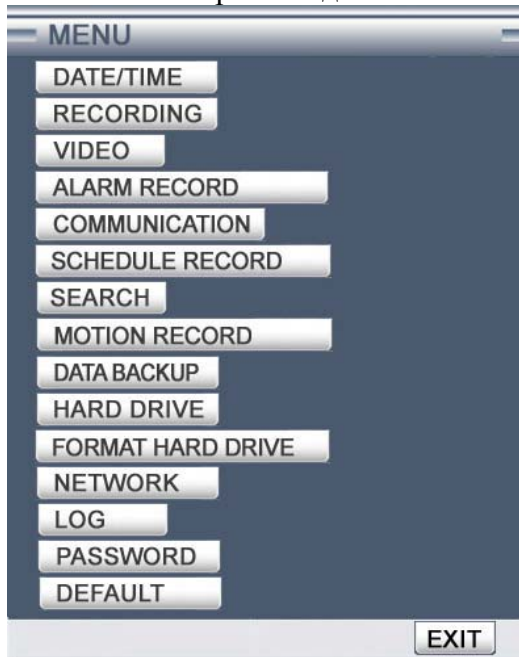 MENU
DATE/TIME
RECORDING
VIDEO
ALARM RECORD
COMMUNICATION
SCHEDULE RECORD
SEARCH
MOTION RECORD
DATA BACKUP
HARD DRIVE
FORMAT HARD DRIVE
NETWORK
LOG
PASSWORD
DEFAULT
EXIT